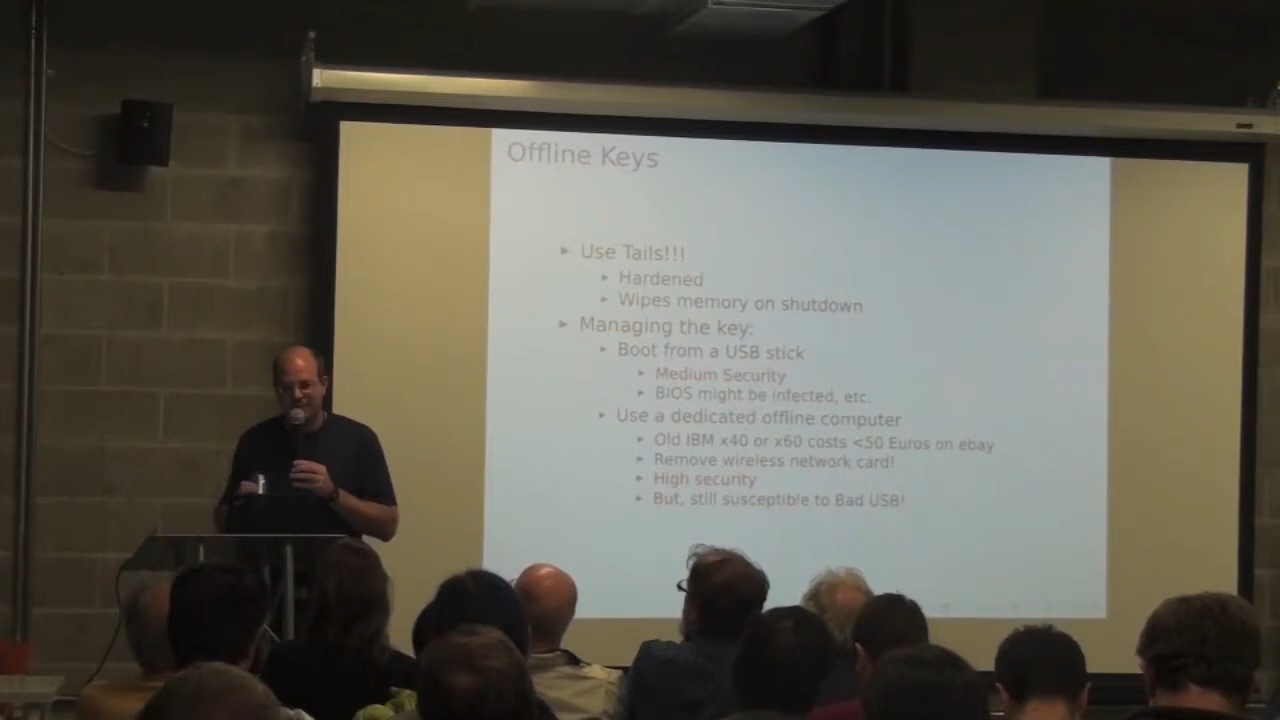 Offline Keys
Use Tails!!!
Hardened
Wipes memory on shutdown
Managing the key:
Boot from a USB stick
Medium Security
BIOS might be infected, etc.
Use a dedicated offline computer
Old IBM x40 or x60 costs <50 Euros on ebay
Remove wireless network card!
High security
But, still susceptible to Bad USB!